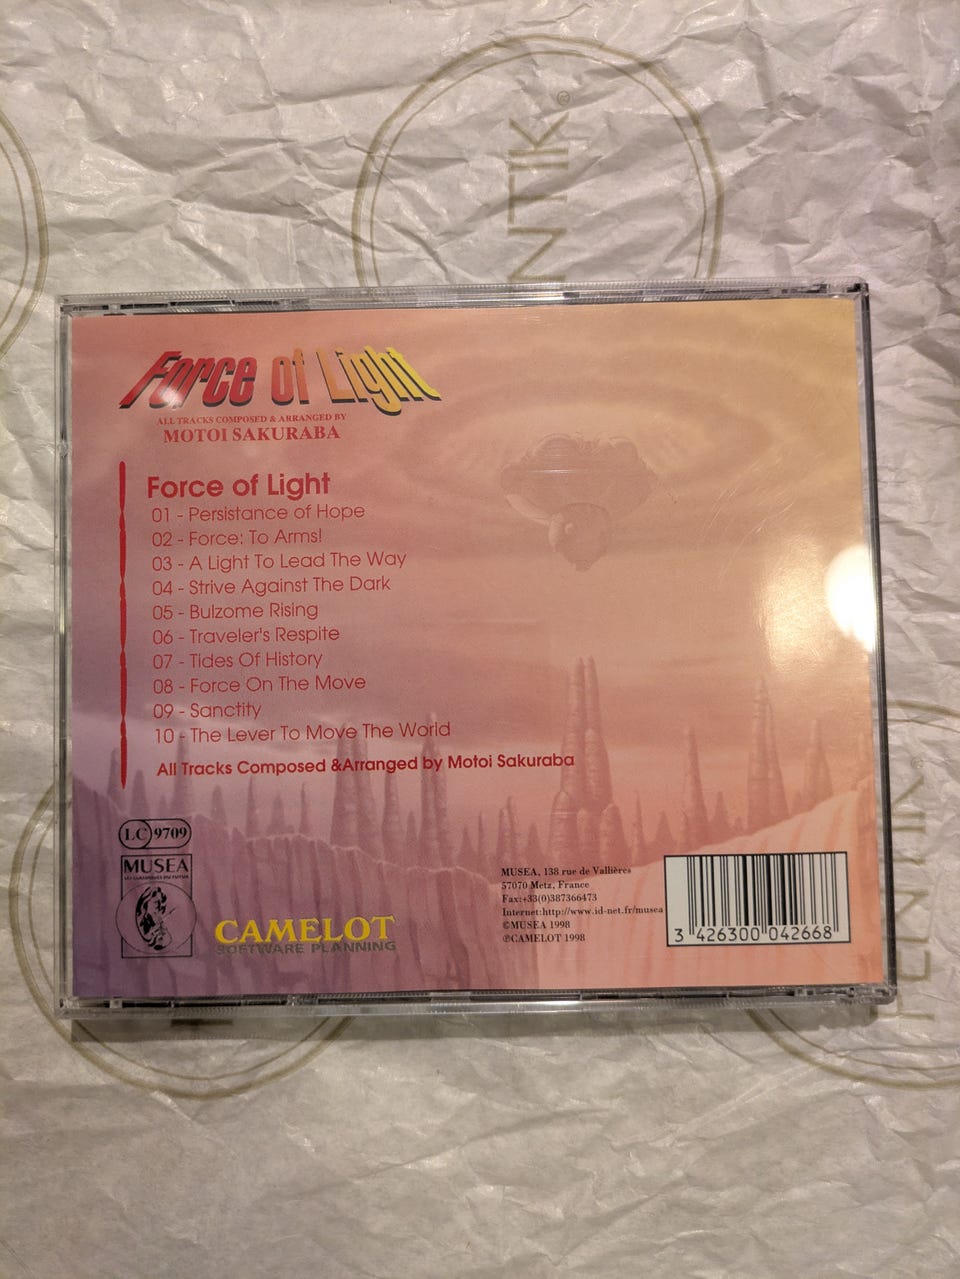 NTIK®
Force of Light
ALL TRACKS COMPOSED & ARRANGED BY
MOTOI SAKURABA
Force of Light
01 - Persistance of Hope
02 - Force: To Arms!
03 - A Light To Lead The Way
04 - Strive Against The Dark
05 - Bulzome Rising
06 - Traveler's Respite
07 - Tides Of History
08 - Force On The Move
09 - Sanctity
10 - The Lever To Move The World
All Tracks Composed &Arranged by Motoi Sakuraba
LC 9709
MUSEA
LES CLASSIQUES DU FUTUR
CAMELOT
SOFTWARE PLANNING
MUSEA, 138 rue de Vallières
57070 Metz, France
Fax:+33(0)387366473
Internet:http://www.id-net.fr/musea
©MUSEA 1998
℗CAMELOT 1998
3 426300 042668